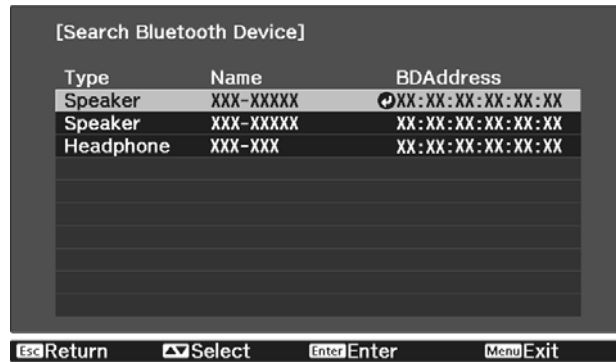 [Search Bluetooth Device]
Type Name BDAddress
Speaker XXX-XXXXX XX:XX:XX:XX:XX:XX
Speaker XXX-XXXXX XX:XX:XX:XX:XX:XX
Headphone XXX-XXX XX:XX:XX:XX:XX:XX
Esc Return Select Enter Enter Menu Exit